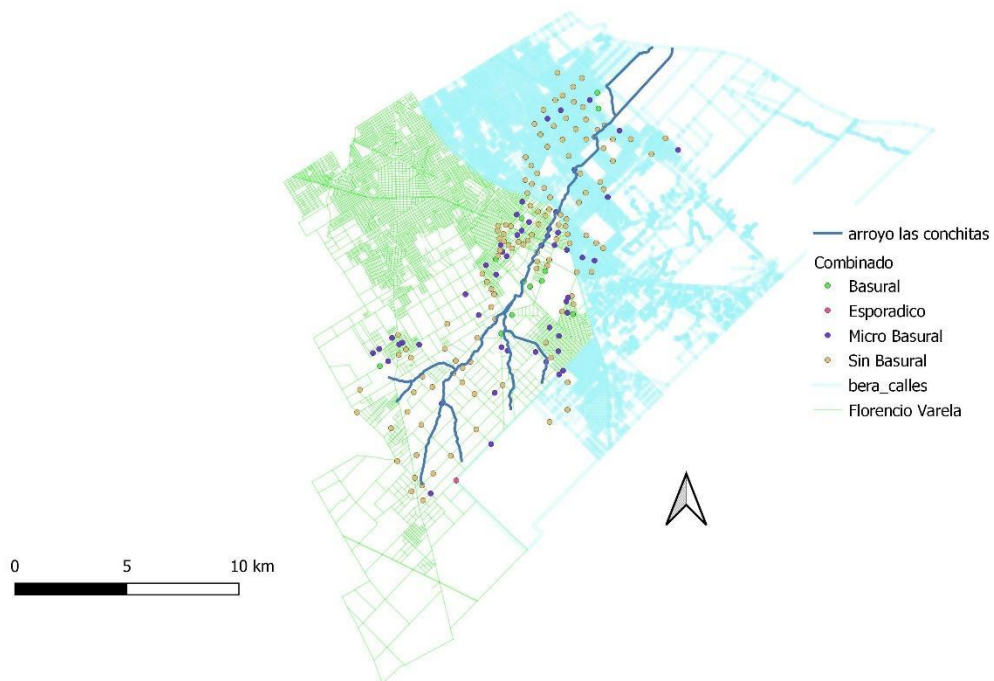 arroyo las conchitas
Combinado
Basural
Esporadico
Micro Basural
Sin Basural
bera_calles
Florencio Varela
0 5 10 km